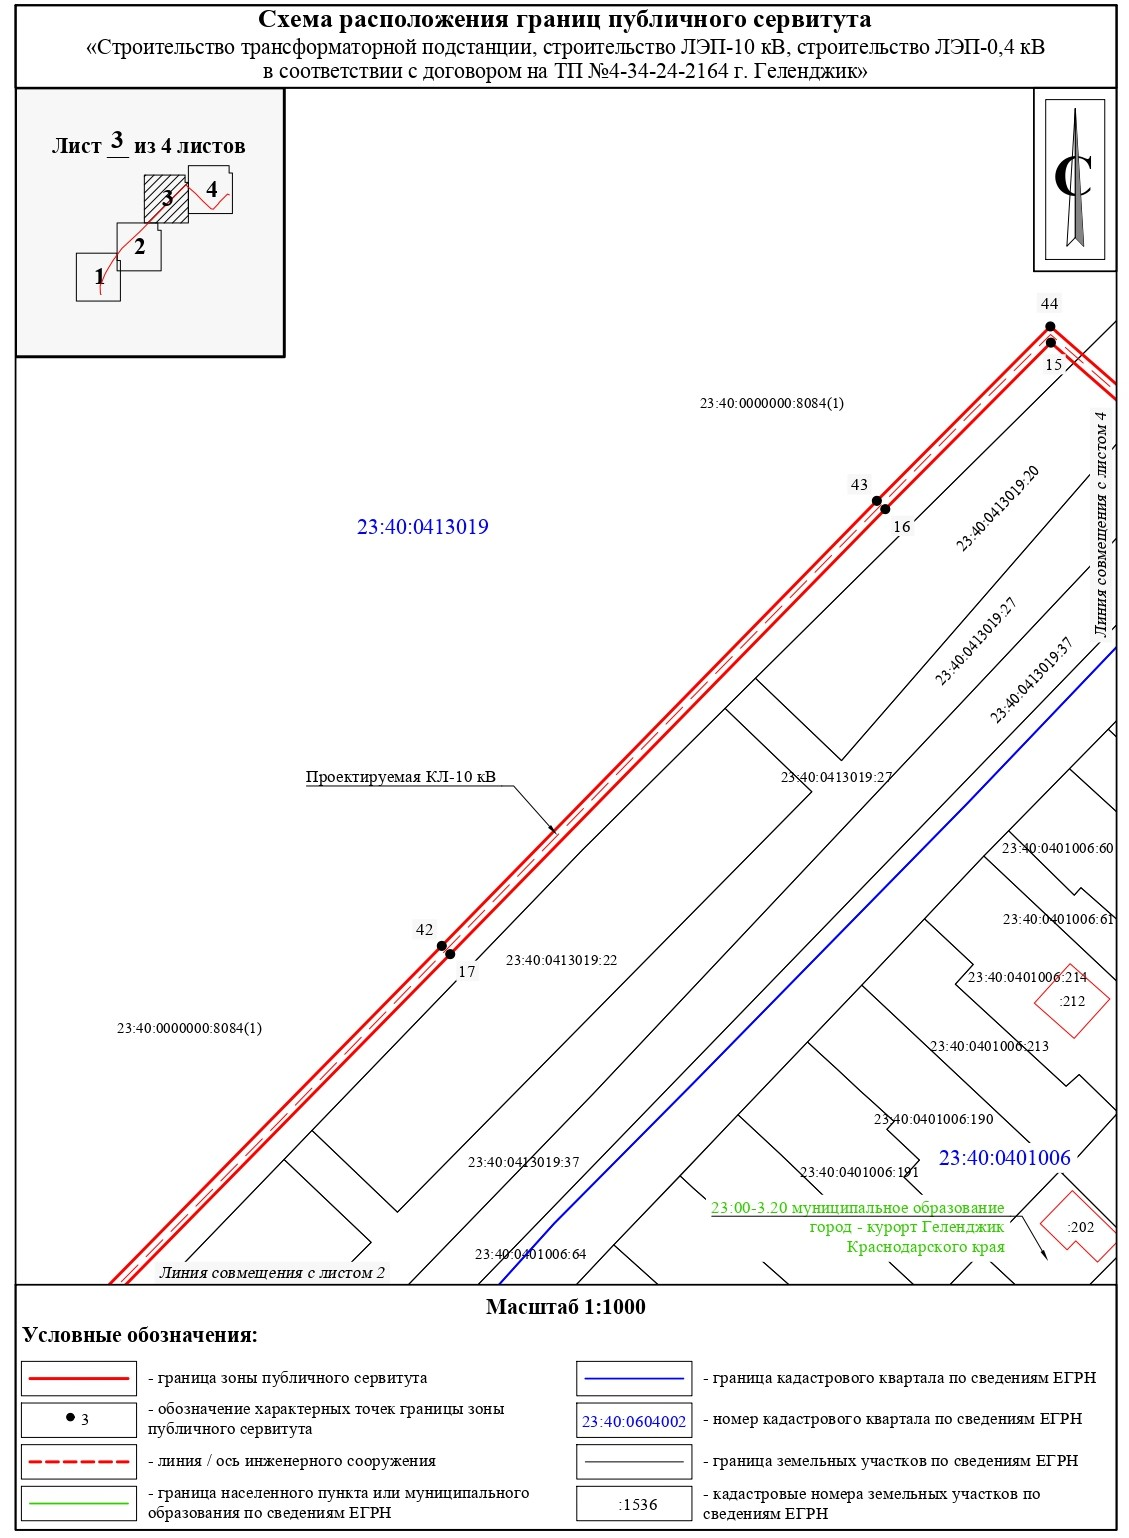 Схема расположения границ публичного сервитута
«Строительство трансформаторной подстанции, строительство ЛЭП-10 кВ, строительство ЛЭП-0,4 кВ
в соответствии с договором на ТП №4-34-24-2164 г. Геленджик»
Лист 3 из 4 листов
3
4
2
1
С
44
15
23:40:0000000:8084(1)
Линия совмещения с листом 4
43
16
23:40:0413019:20
23:40:0413019
23:40:0413019:27
23:40:0413019:37
Проектируемая КЛ-10 кВ
23:40:0413019:27
23:40:0401006:60
23:40:0401006:61
42
17
23:40:0413019:22
23:40:0401006:214
:212
23:40:0000000:8084(1)
23:40:0401006:213
23:40:0401006:190
23:40:0413019:37
23:40:0401006
23:40:0401006:191
23:00-3.20 муниципальное образование
город - курорт Геленджик
Краснодарского края
:202
23:40:0401006:64
Линия совмещения с листом 2
Масштаб 1:1000
Условные обозначения:
- граница зоны публичного сервитута
3
- обозначение характерных точек границы зоны
публичного сервитута
- линия / ось инженерного сооружения
- граница населенного пункта или муниципального
образования по сведениям ЕГРН
- граница кадастрового квартала по сведениям ЕГРН
23:40:0604002
- номер кадастрового квартала по сведениям ЕГРН
- граница земельных участков по сведениям ЕГРН
:1536
- кадастровые номера земельных участков по
сведениям ЕГРН